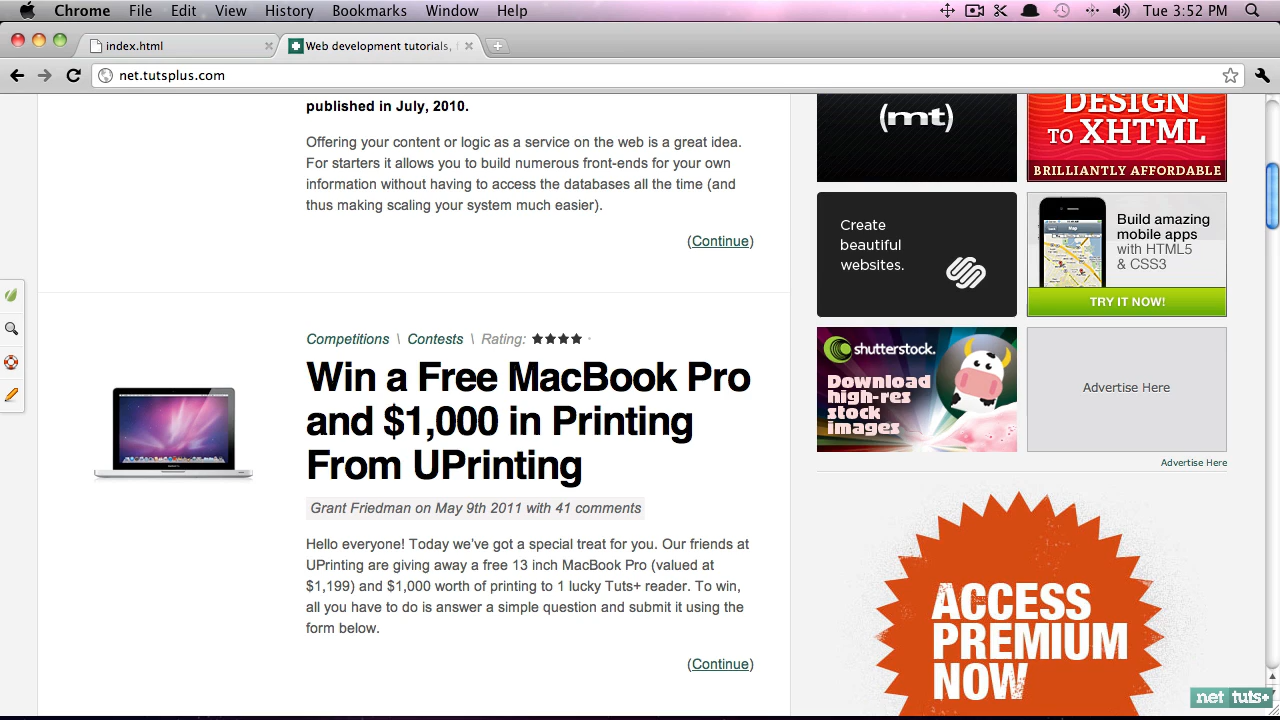 Chrome File Edit View History Bookmarks Window Help Tue 3:52 PM
index.html
Web development tutorials,
net.tutsplus.com
published in July, 2010.
Offering your content or logic as a service on the web is a great idea.
For starters it allows you to build numerous front-ends for your own
information without having to access the databases all the time (and
thus making scaling your system much easier).
(Continue)
Competitions \ Contests \ Rating:
Win a Free MacBook Pro
and $1,000 in Printing
From UPrinting
Grant Friedman on May 9th 2011 with 41 comments
Hello everyone! Today we've got a special treat for you. Our friends at
UPrinting are giving away a free 13 inch MacBook Pro (valued at
$1,199) and $1,000 worth of printing to 1 lucky Tuts+ reader. To win,
all you have to do is answer a simple question and submit it using the
form below.
(Continue)
(mt)
DESIGN
TO XHTML
BRILLIANTLY AFFORDABLE
Create
beautiful
websites.
Map
Build amazing
mobile apps
with HTML5
& CSS3
TRY IT NOW!
shutterstock.
Download
high-res
stock
images
Advertise Here
Advertise Here
ACCESS
PREMIUM
NOW
net tuts+